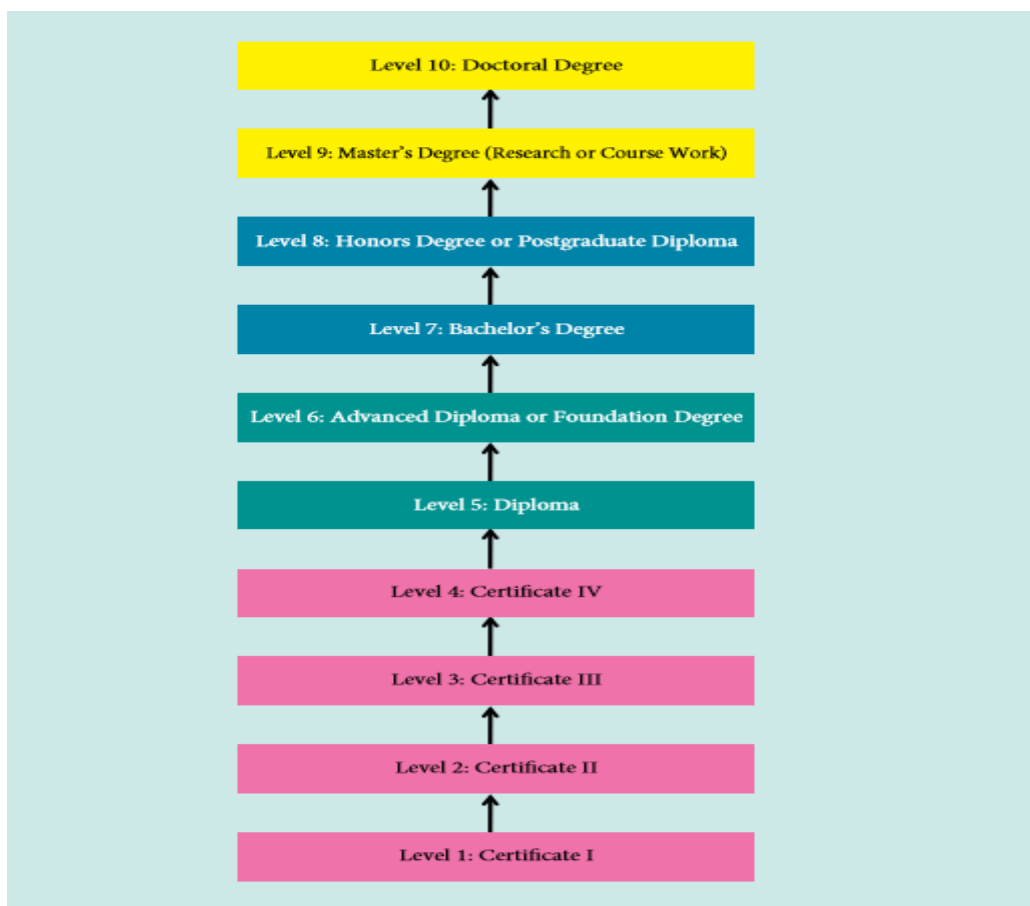 Level 10: Doctoral Degree
Level 9: Master's Degree (Research or Course Work)
Level 8: Honors Degree or Postgraduate Diploma
Level 7: Bachelor's Degree
Level 6: Advanced Diploma or Foundation Degree
Level 5: Diploma
Level 4: Certificate IV
Level 3: Certificate III
Level 2: Certificate II
Level 1: Certificate I